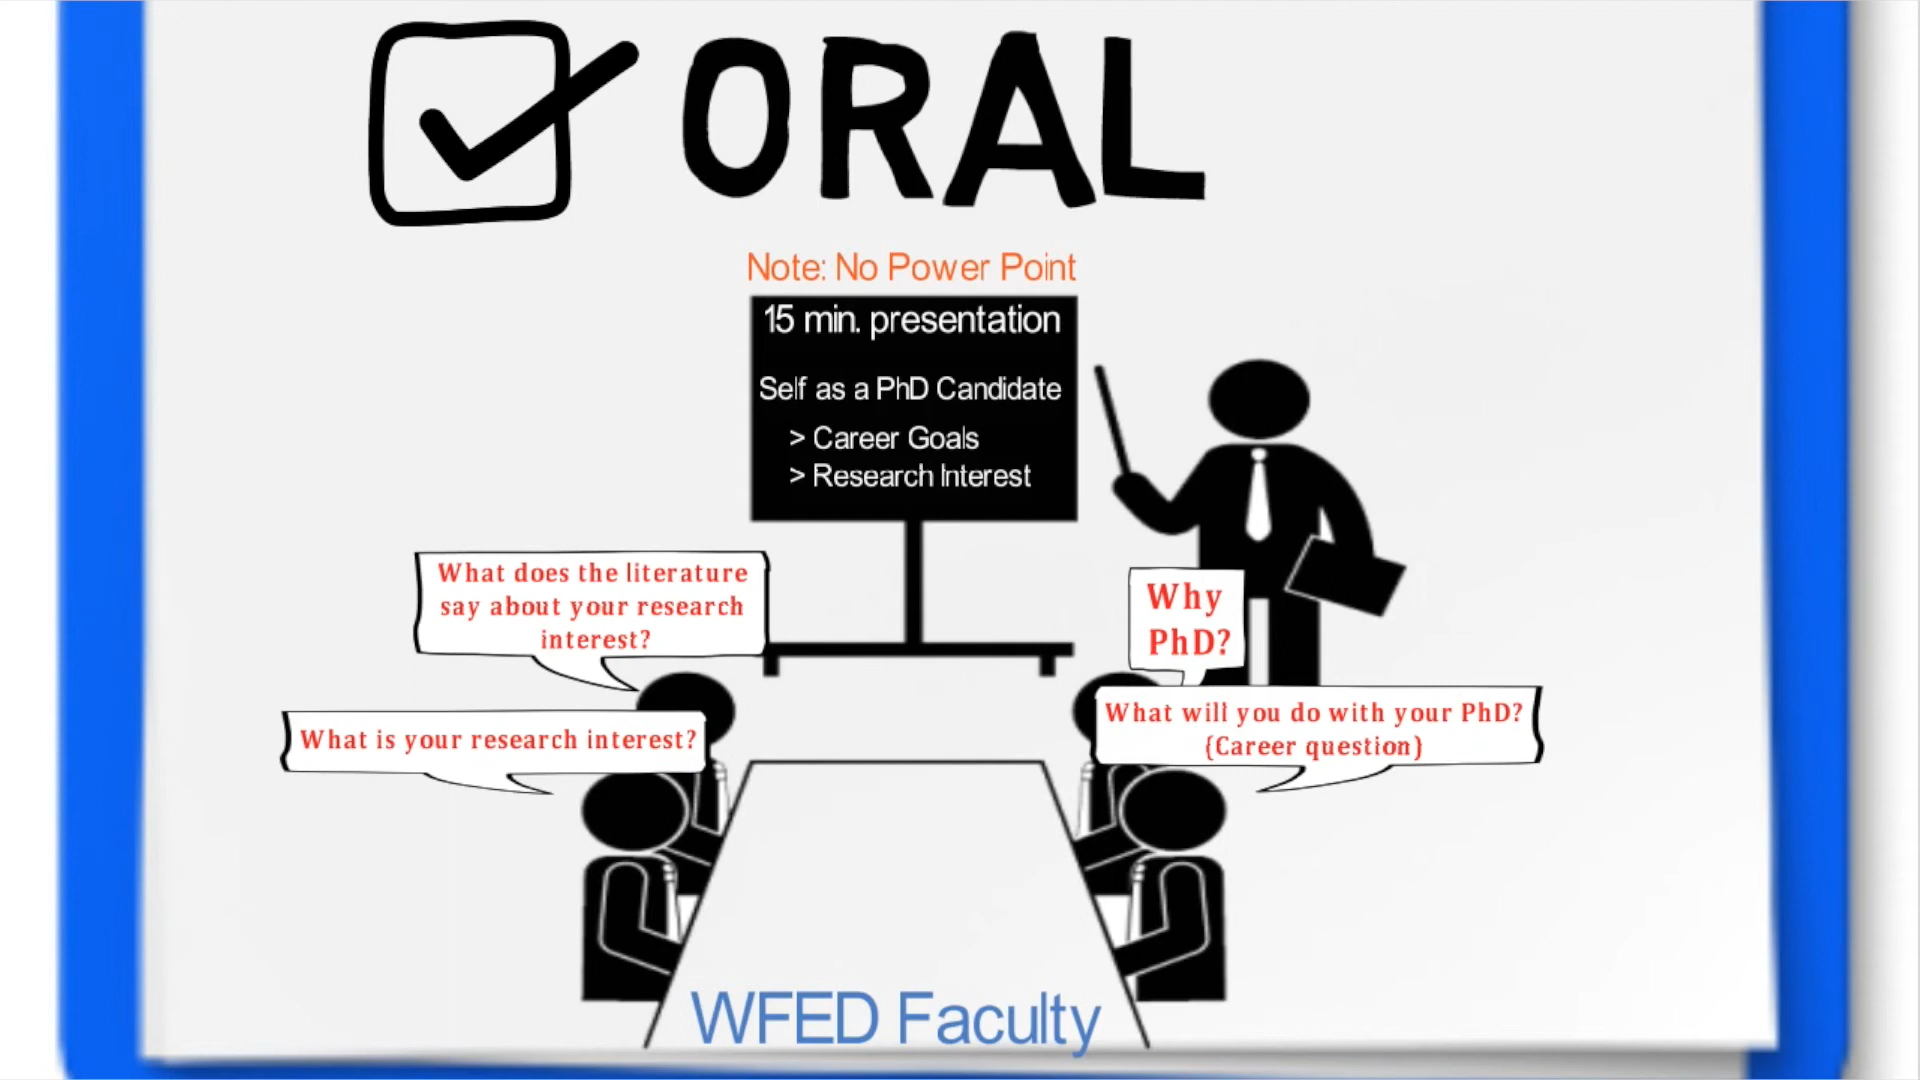 ORAL
Note: No Power Point
15 min. presentation
Self as a PhD Candidate
> Career Goals
> Research Interest
What does the literature
say about your research
interest?
Why
PhD?
What is your research interest?
What will you do with your PhD?
(Career question)
WFED Faculty